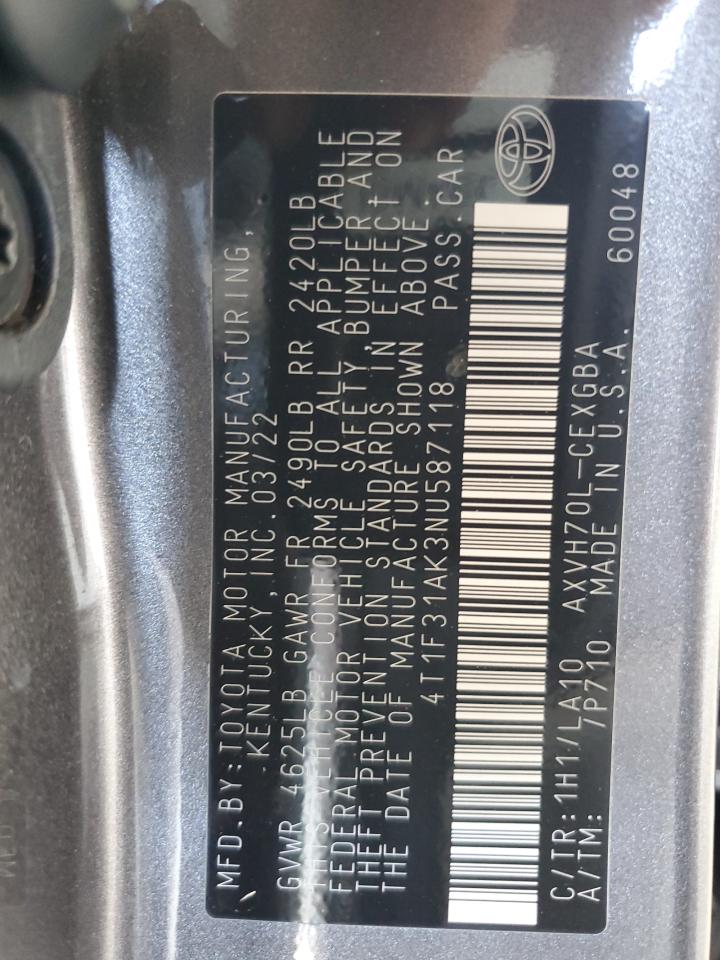 MFD.BY:TOYOTA MOTOR MANUFACTURING,
KENTUCKY,INC.03/22
GVWR 4625LB GAWR FR 2490LB RR 2420LB
THIS VEHICLE CONFORMS TO ALL APPLICABLE
FEDERAL MOTOR VEHICLE SAFETY,BUMPER AND
THEFT PREVENTION STANDARDS IN EFFECT ON
THE DATE OF MANUFACTURE SHOWN ABOVE.
4T1F31AK3NU587118 PASS.CAR
C/TR:1H1/LA10 AXVH70L-CEXGBA
A/TM: /P710 MADE IN U.S.A. 60048